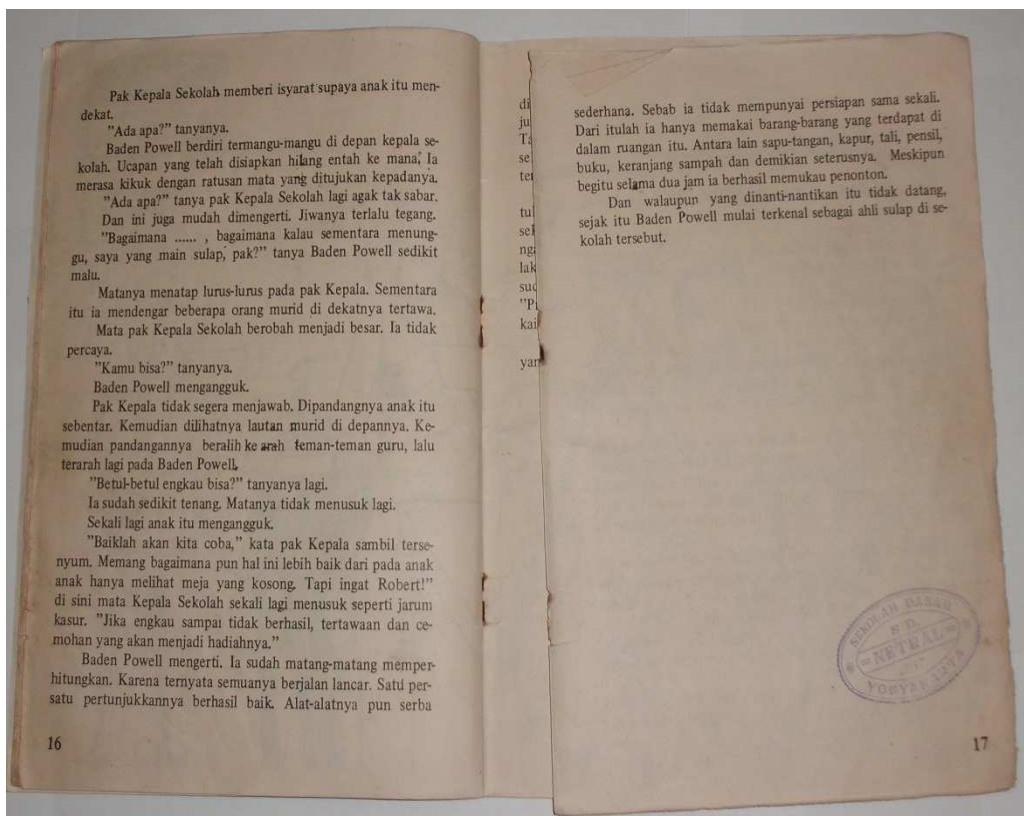 Pak Kepala Sekolah memberi isyarat supaya anak itu men-
dekat.
"Ada apa?" tanyanya.
Baden Powell berdiri termangu-mangu di depan kepala se-
kolah. Ucapan yang telah disiapkan hilang entah ke mana. Ia
merasa kikuk dengan ratusan mata yang ditujukan kepadanya.
"Ada apa?" tanya pak Kepala Sekolah lagi agak tak sabar.
Dan ini juga mudah dimengerti. Jiwanya terlalu tegang.
"Bagaimana ...... , bagaimana kalau sementara menung-
gu, saya yang main sulap, pak?" tanya Baden Powell sedikit
malu.
Matanya menatap lurus-lurus pada pak Kepala. Sementara
itu ia mendengar beberapa orang murid di dekatnya tertawa.
Mata pak Kepala Sekolah berobah menjadi besar. Ia tidak
percaya.
"Kamu bisa?" tanyanya.
Baden Powell mengangguk.
Pak Kepala tidak segera menjawab. Dipandangnya anak itu
sebentar. Kemudian dilihatnya lautan murid di depannya. Ke-
mudian pandangannya beralih ke arah teman-teman guru, lalu
terarah lagi pada Baden Powell.
"Betul-betul engkau bisa?" tanyanya lagi.
Ia sudah sedikit tenang. Matanya tidak menusuk lagi.
Sekali lagi anak itu mengangguk.
"Baiklah akan kita coba," kata pak Kepala sambil terse-
nyum. Memang bagaimana pun hal ini lebih baik dari pada anak
anak hanya melihat meja yang kosong. Tapi ingat Robert!"
di sini mata Kepala Sekolah sekali lagi menusuk seperti jarum
kasur. "Jika engkau sampai tidak berhasil, tertawaan dan ce-
mohan yang akan menjadi hadiahnya."
Baden Powell mengerti. Ia sudah matang-matang memper-
hitungkan. Karena ternyata semuanya berjalan lancar. Satu per-
satu pertunjukkannya berhasil baik. Alat-alatnya pun serba
16
di
ju
se
tul
lak
kai
sederhana. Sebab ia tidak mempunyai persiapan sama sekali.
Dari itulah ia hanya memakai barang-barang yang terdapat di
dalam ruangan itu. Antara lain sapu-tangan, kapur, tali, pensil,
buku, keranjang sampah dan demikian seterusnya. Meskipun
begitu selama dua jam ia berhasil memukau penonton.
Dan walaupun yang dinanti-nantikan itu tidak datang,
sejak itu Baden Powell mulai terkenal sebagai ahli sulap di se-
kolah tersebut.
SEKOLAH DASAR
S.D.
NETRAL
YOGYAKARTA
17